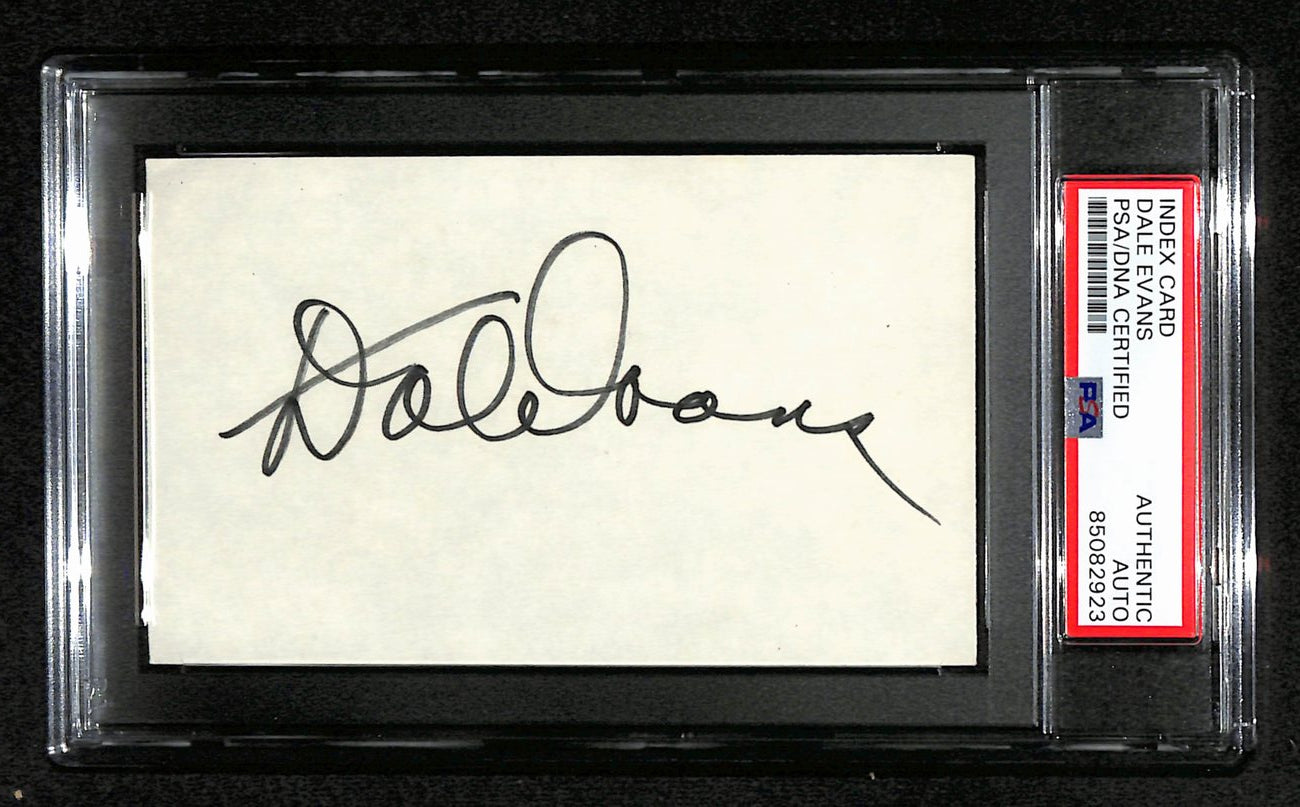 Dale Evans
INDEX CARD
DALE EVANS
PSA/DNA CERTIFIED
PSA
AUTHENTIC
AUTO
85082923